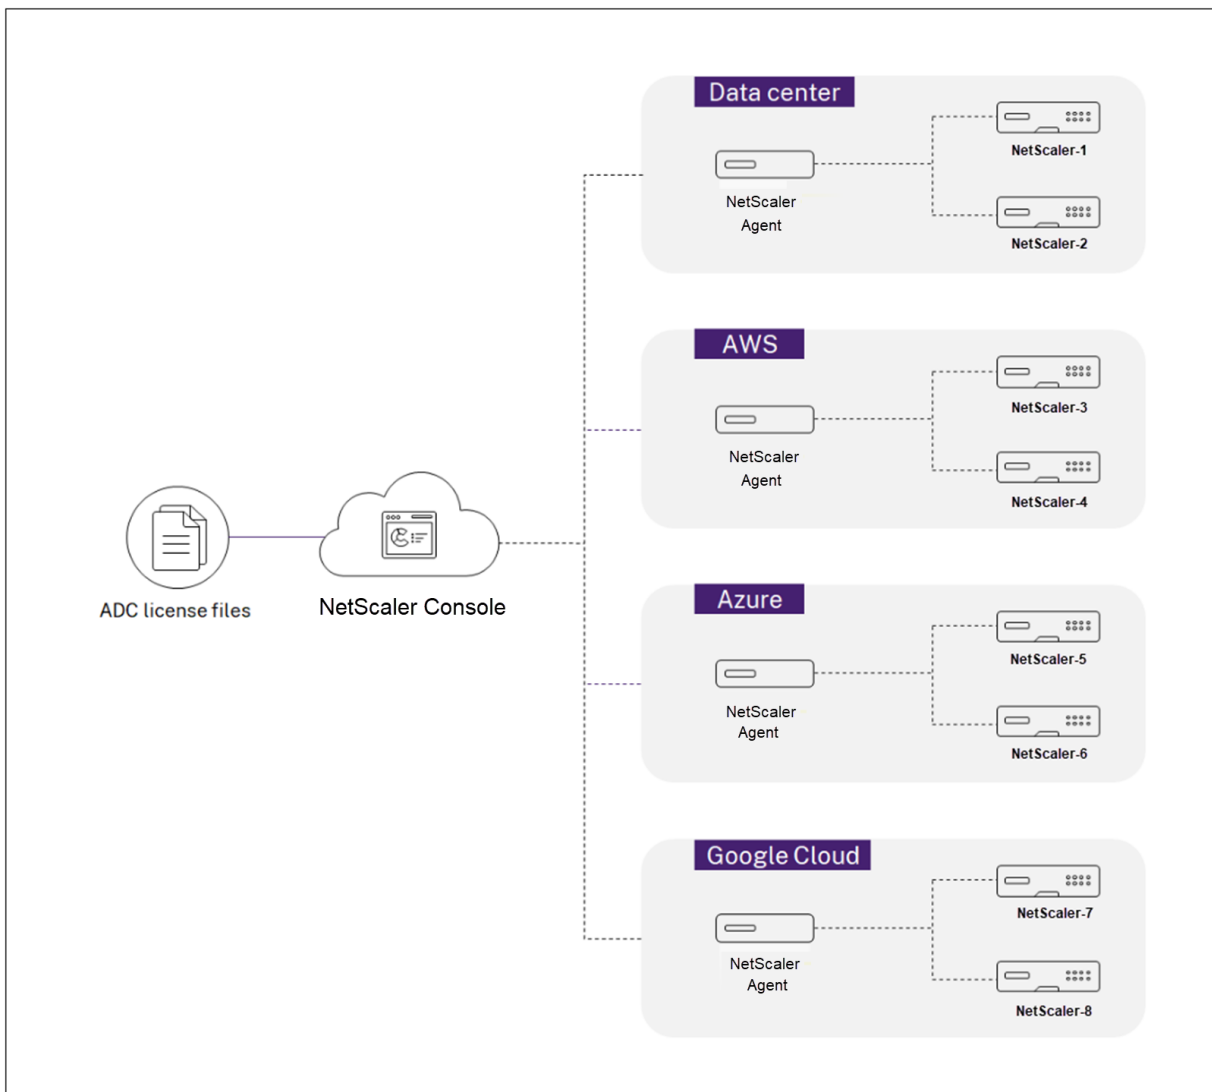 Data center
NetScaler-1
NetScaler
Agent
NetScaler-2
AWS
NetScaler-3
NetScaler
Agent
NetScaler-4
ADC license files
NetScaler Console
Azure
NetScaler-5
NetScaler
Agent
NetScaler-6
Google Cloud
NetScaler-7
NetScaler
Agent
NetScaler-8